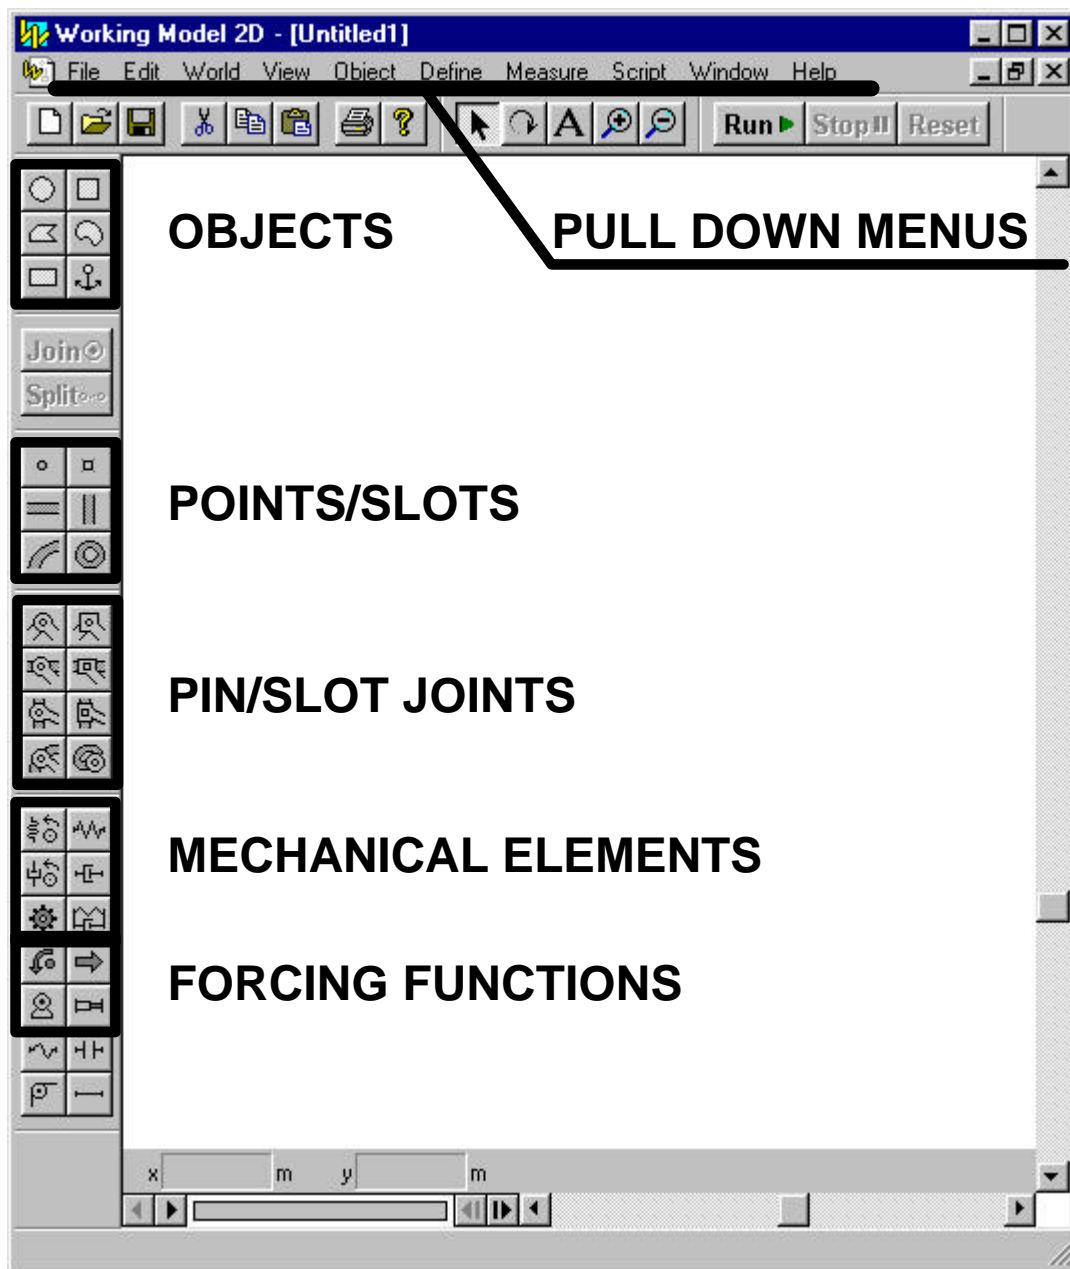 Working Model 2D - [Untitled1]
File Edit World View Object Define Measure Script Window Help
A Run Stop Reset
OBJECTS PULL DOWN MENUS
Join
Split
POINTS/SLOTS
PIN/SLOT JOINTS
MECHANICAL ELEMENTS
FORCING FUNCTIONS
x m y m